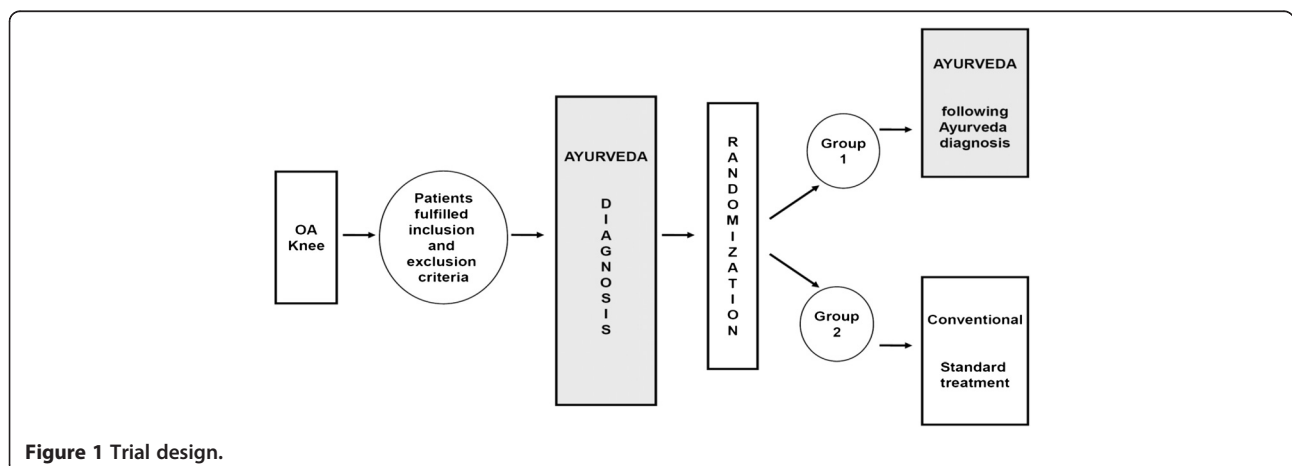 OA
Knee
Patients
fulfilled
inclusion
and
exclusion
criteria
AYURVEDA
D
I
A
G
N
O
S
I
S
R
A
N
D
O
M
I
Z
A
T
I
O
N
Group
1
AYURVEDA
following
Ayurveda
diagnosis
Group
2
Conventional
Standard
treatment
Figure 1 Trial design.